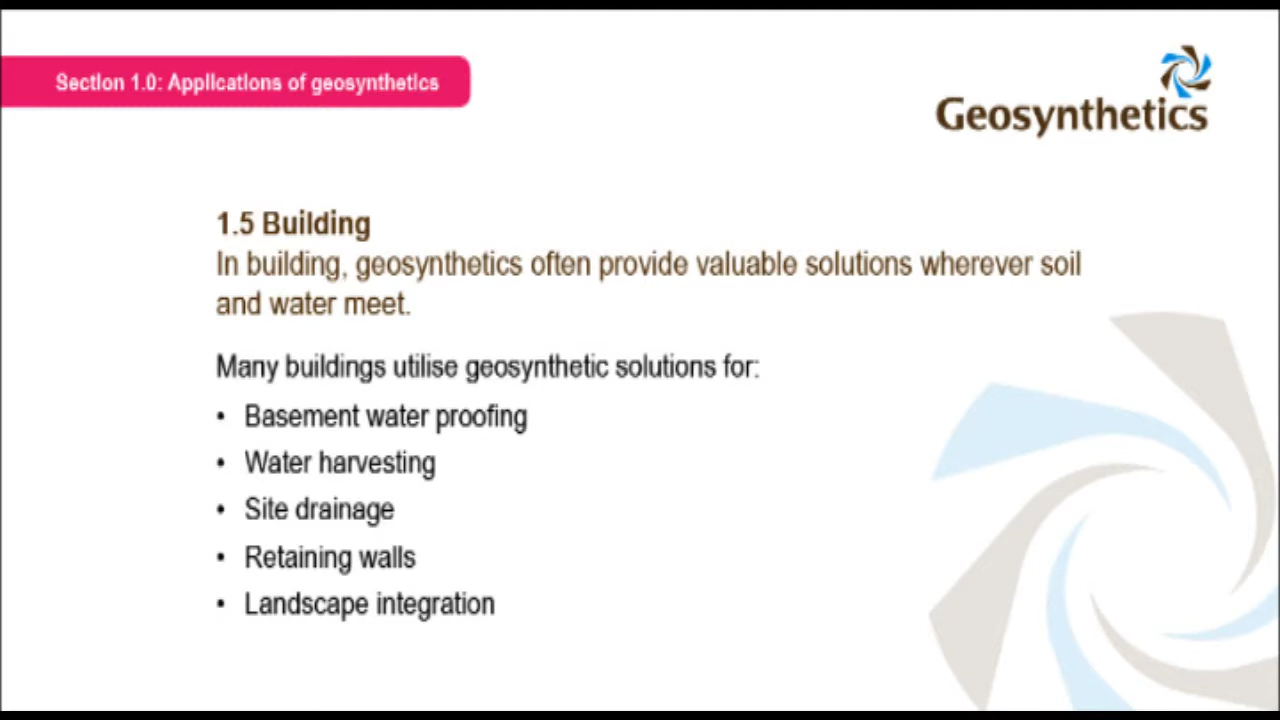 Section 1.0: Applications of geosynthetics
Geosynthetics
1.5 Building
In building, geosynthetics often provide valuable solutions wherever soil
and water meet.
Many buildings utilise geosynthetic solutions for:
• Basement water proofing
• Water harvesting
• Site drainage
• Retaining walls
• Landscape integration